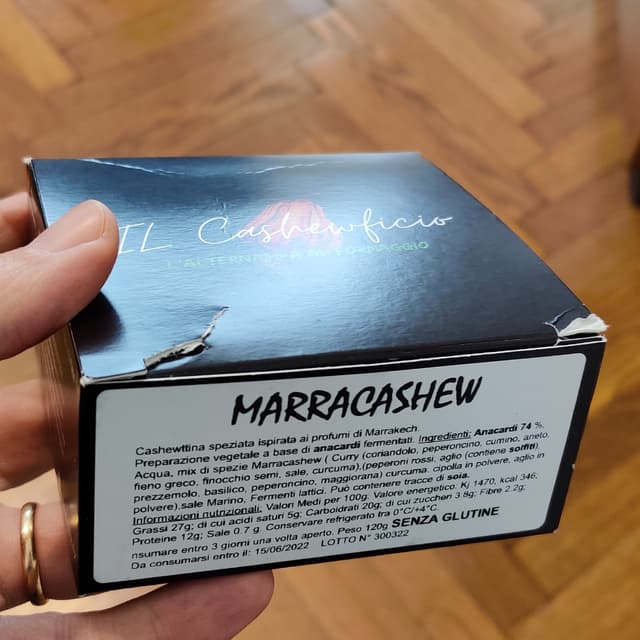 IL Cashewficio
L'ALTERNATIVA AL FORMAGGIO
MARRACASHEW
Cashewttina speziata ispirata ai profumi di Marrakech.
Preparazione vegetale a base di anacardi fermentati. Ingredienti: Anacardi 74 %,
Acqua, mix di spezie Marracashew ( Curry (coriandolo, peperoncino, cumino, aneto,
fieno greco, finocchio semi, sale, curcuma),(peperoni rossi, aglio (contiene solfiti),
prezzemolo, basilico, peperoncino, maggiorana) curcuma. cipolla in polvere, aglio in
polvere),sale Marino. Fermenti lattici. Può contenere tracce di soia.
Informazioni nutrizionali: Valor Medi per 100g. Valore energetico. Kj 1470, kcal 346;
Grassi 27g; di cui acidi saturi 5g; Carboidrati 20g; di cui zuccheri 3.8g; Fibre 2.2g;
Proteine 12g; Sale 0.7 g. Conservare refrigerato fra 0°C/+4°C.
nsumare entro 3 giorni una volta aperto. Peso 120g SENZA GLUTINE
Da consumarsi entro il: 15/06/2022 LOTTO N° 300322